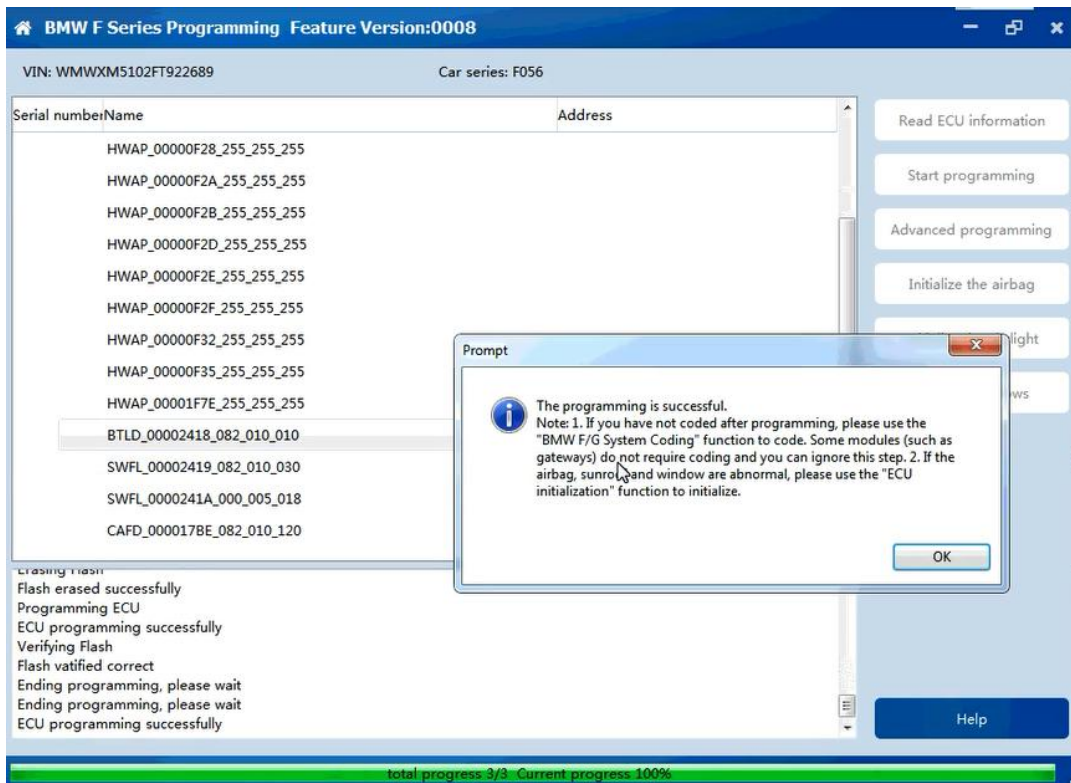 BMW F Series Programming Feature Version:0008
VIN: WMWXM5102FT922689 Car series: F056
Serial number Name Address
HWAP_00000F28_255_255_255
HWAP_00000F2A_255_255_255
HWAP_00000F2B_255_255_255
HWAP_00000F2D_255_255_255
HWAP_00000F2E_255_255_255
HWAP_00000F2F_255_255_255
HWAP_00000F32_255_255_255
HWAP_00000F35_255_255_255
HWAP_00001F7E_255_255_255
BTLD_00002418_082_010_010
SWFL_00002419_082_010_030
SWFL_0000241A_000_005_018
CAFD_000017BE_082_010_120
Read ECU information
Start programming
Advanced programming
Initialize the airbag
light
Prompt
The programming is successful.
Note: 1. If you have not coded after programming, please use the
"BMW F/G System Coding" function to code. Some modules (such as
gateways) do not require coding and you can ignore this step. 2. If the
airbag, sunroof and window are abnormal, please use the "ECU
initialization" function to initialize.
OK
Erasing Flash
Flash erased successfully
Programming ECU
ECU programming successfully
Verifying Flash
Flash vatified correct
Ending programming, please wait
Ending programming, please wait
ECU programming successfully
Help
total progress 3/3 Current progress 100%